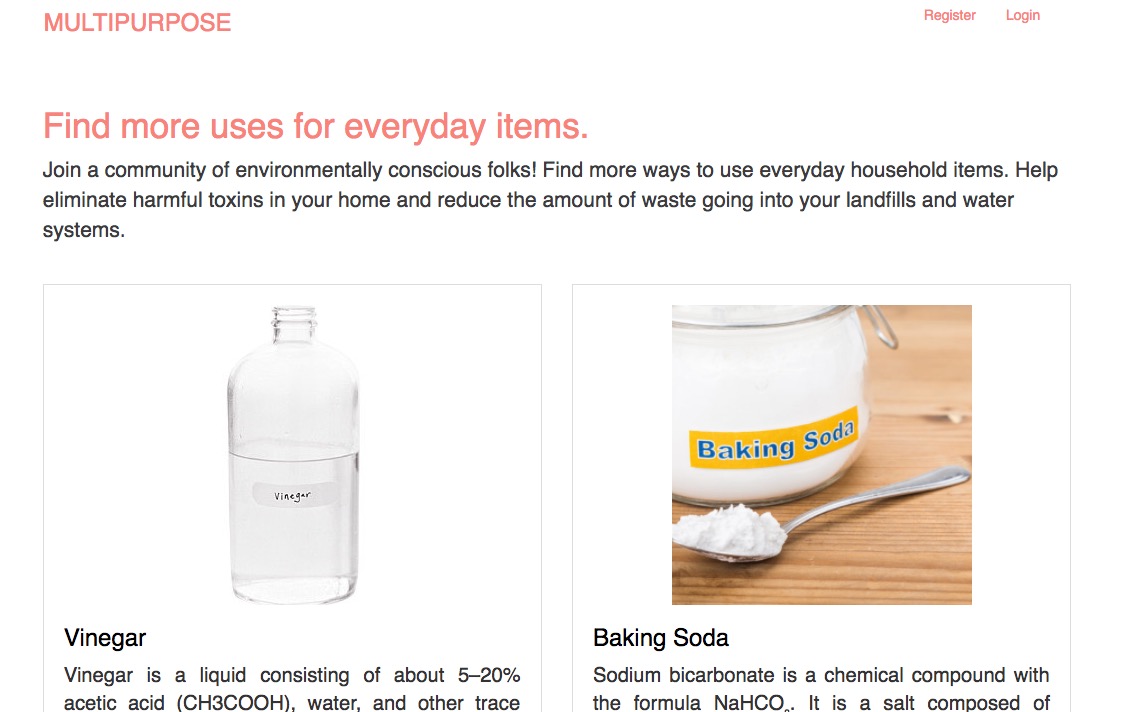 MULTIPURPOSE
Register Login
Find more uses for everyday items.
Join a community of environmentally conscious folks! Find more ways to use everyday household items. Help
eliminate harmful toxins in your home and reduce the amount of waste going into your landfills and water
systems.
Vinegar
Baking Soda
Vinegar
Vinegar is a liquid consisting of about 5–20%
acetic acid (CH3COOH), water, and other trace
Baking Soda
Sodium bicarbonate is a chemical compound with
the formula NaHCO₃. It is a salt composed of